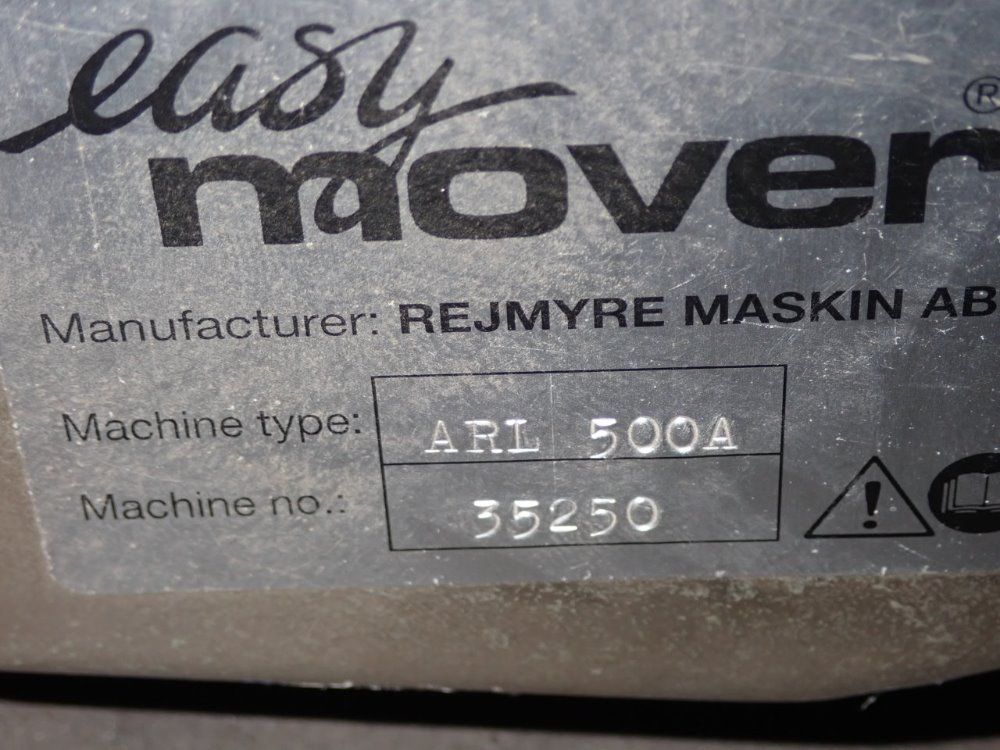 easy
mover®
Manufacturer: REJMYRE MASKIN AB
Machine type: ARL 500A
Machine no.: 35250